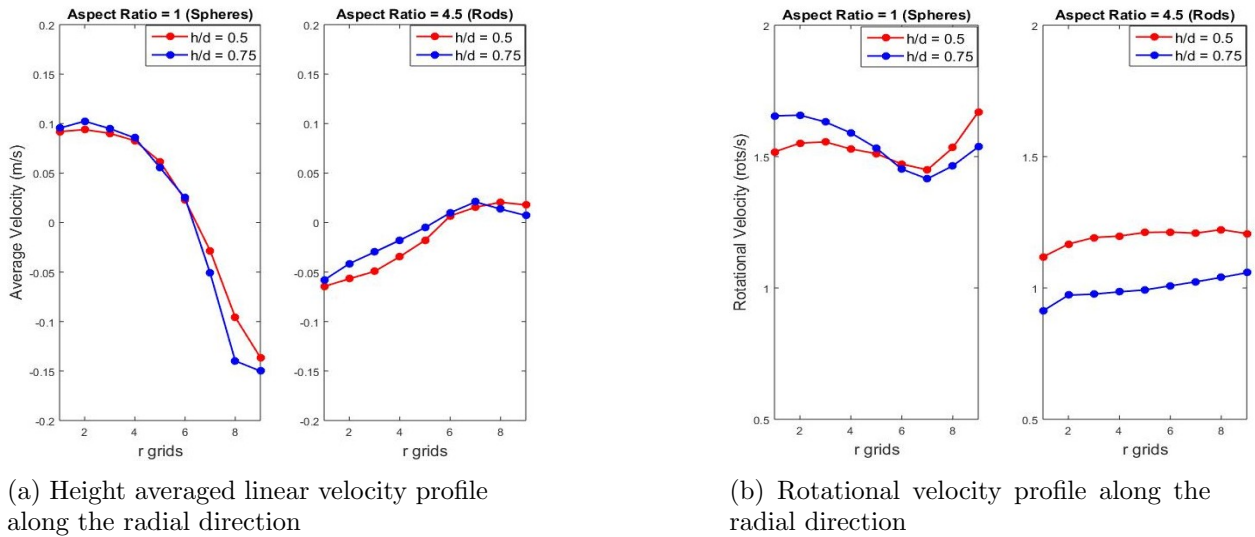 Aspect Ratio = 1 (Spheres)
h/d = 0.5
h/d = 0.75
0.2
0.15
0.1
0.05
0
-0.05
-0.1
-0.15
-0.2
Average Velocity (m/s)
2 4 6 8
r grids
Aspect Ratio = 4.5 (Rods)
h/d = 0.5
h/d = 0.75
0.2
0.15
0.1
0.05
0
-0.05
-0.1
-0.15
-0.2
2 4 6 8
r grids
(a) Height averaged linear velocity profile
along the radial direction
Aspect Ratio = 1 (Spheres)
h/d = 0.5
h/d = 0.75
2
1.5
1
0.5
Rotational Velocity (rots/s)
2 4 6 8
r grids
Aspect Ratio = 4.5 (Rods)
h/d = 0.5
h/d = 0.75
2
1.5
1
0.5
2 4 6 8
r grids
(b) Rotational velocity profile along the
radial direction